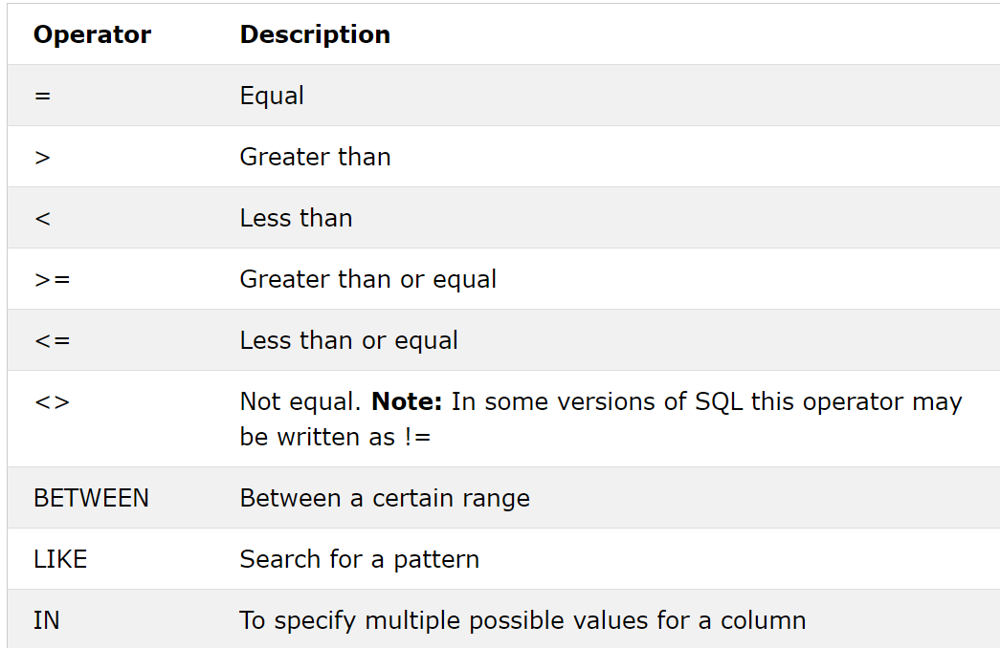 Operator Description
= Equal
> Greater than
< Less than
>= Greater than or equal
<= Less than or equal
<> Not equal. Note: In some versions of SQL this operator may
be written as !=
BETWEEN Between a certain range
LIKE Search for a pattern
IN To specify multiple possible values for a column